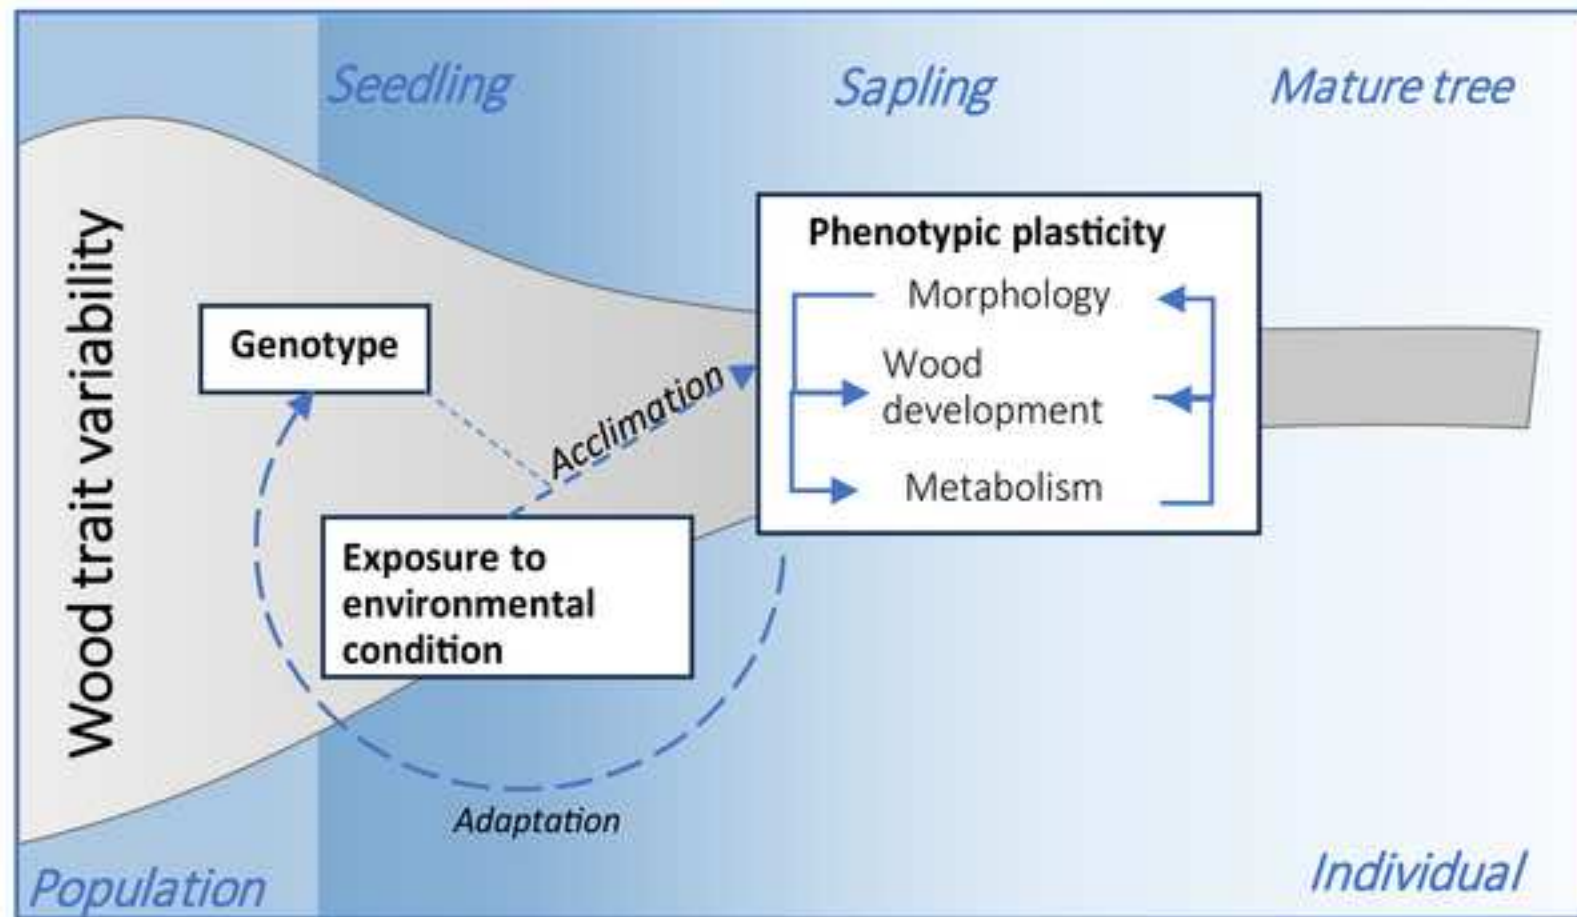 Seedling
Sapling
Mature tree
Wood trait variability
Genotype
Acclimation
Exposure to
environmental
condition
Phenotypic plasticity
Morphology
Wood
development
Metabolism
Adaptation
Population
Individual